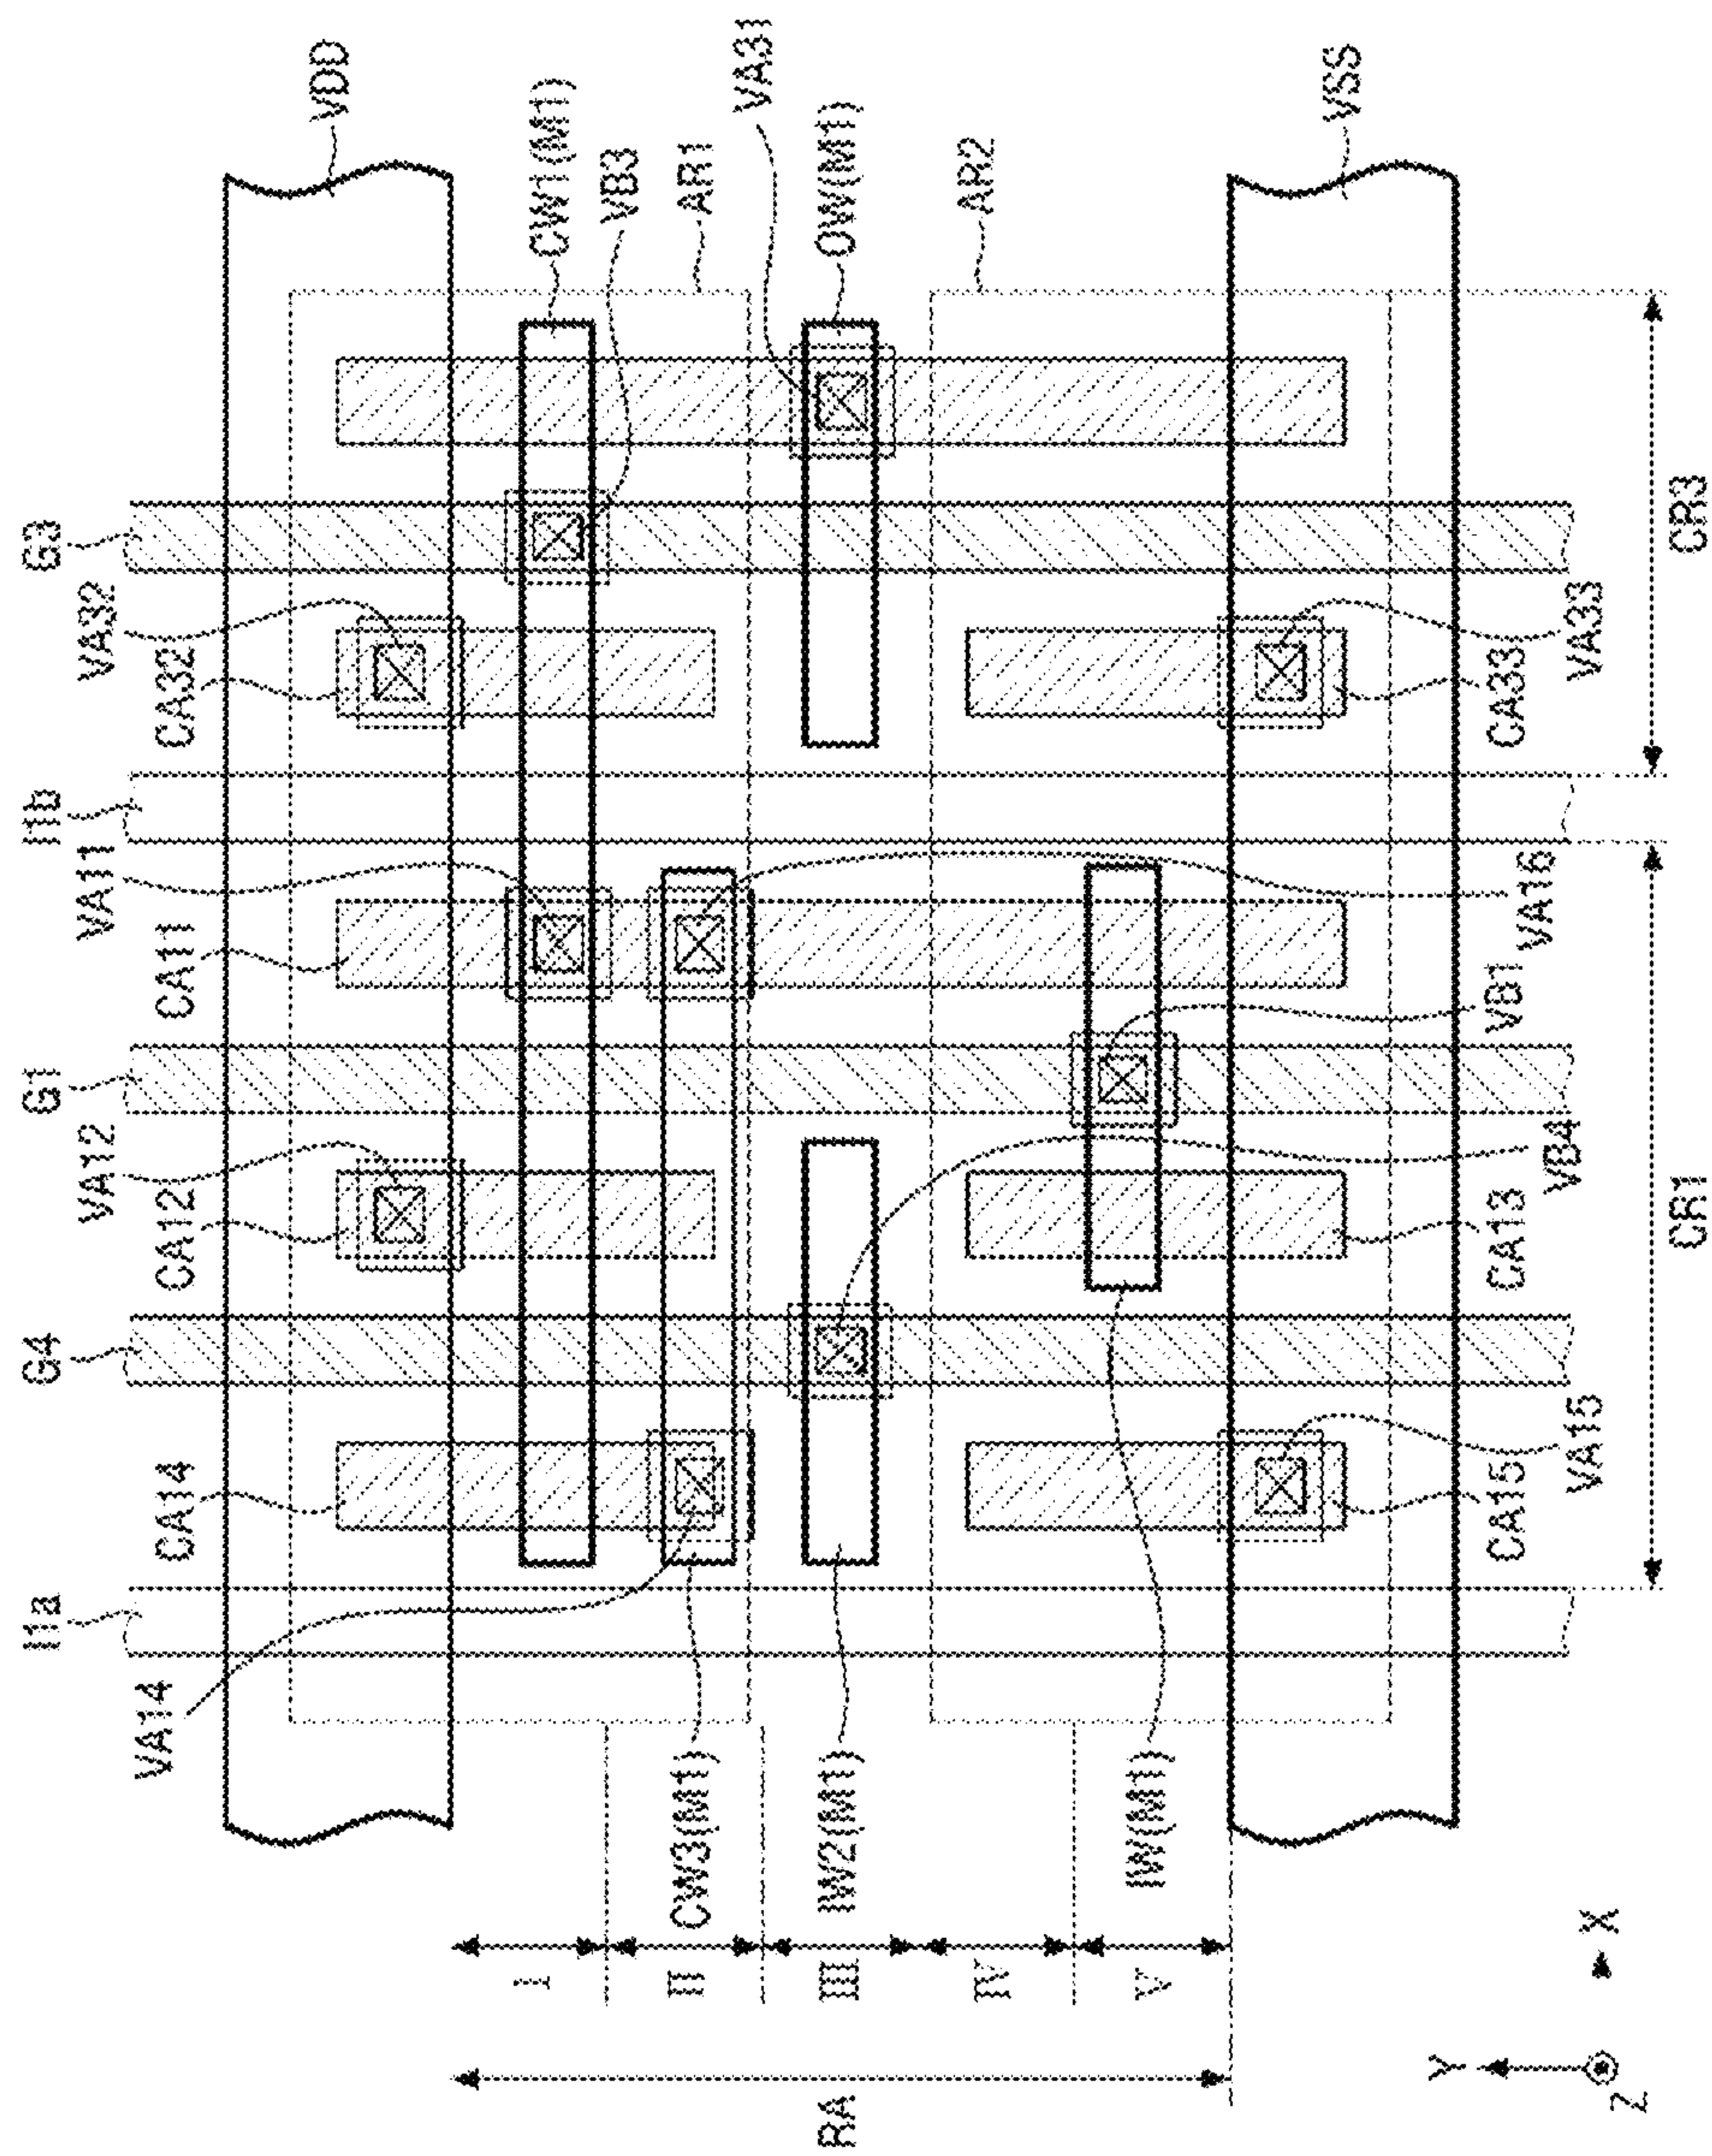 I1a
G4
G1
I1b
G3
VA12
VA11
VA32
VA14
CA14
CA12
CA11
CA32
VDD
I
CW1(M1)
VB3
II
CW3(M1)
AR1
VA31
RA
III
IW2(M1)
OW(M1)
IV
AR2
V
IW(M1)
VSS
Y
CA15
CA13
VB1
CA33
VA16
VB4
VA15
VA33
X
Z
CR1
CR3